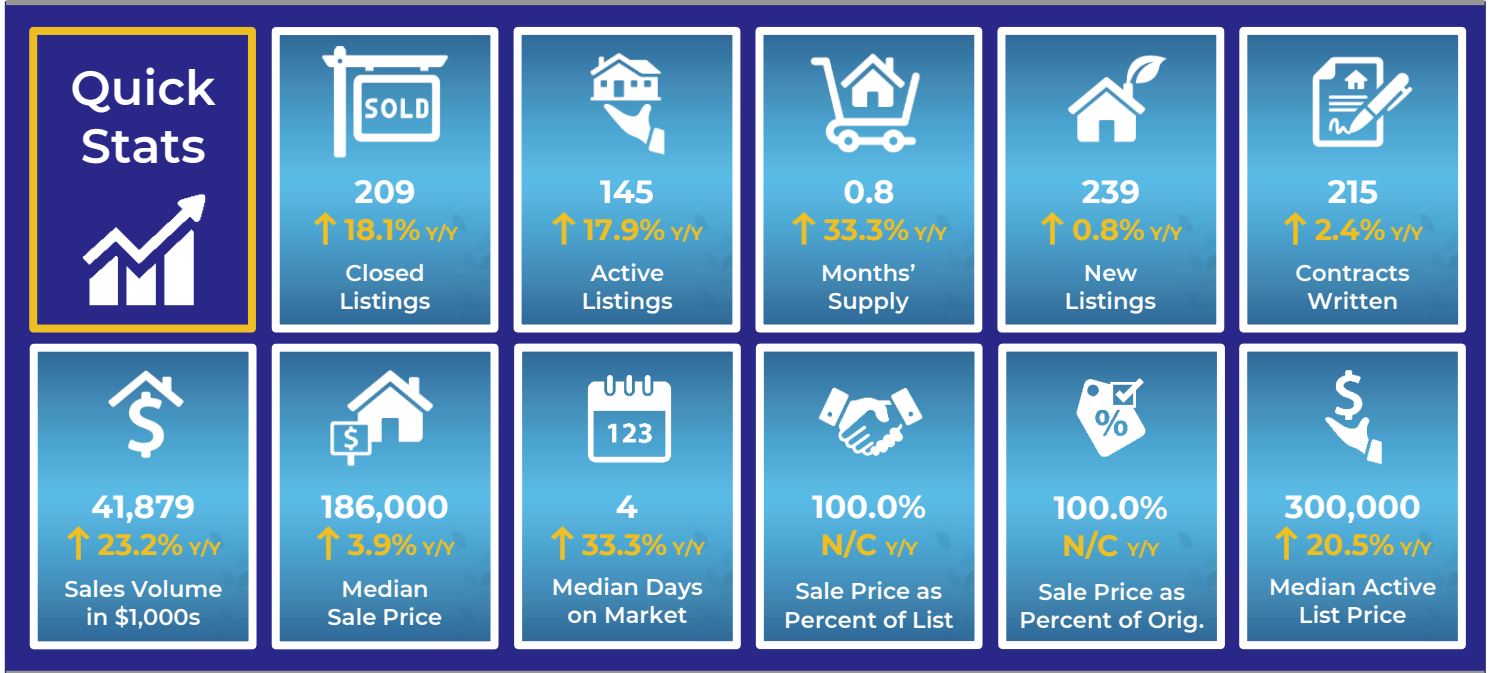 Quick
Stats
SOLD
209
↑ 18.1% Y/Y
Closed
Listings
145
↑ 17.9% Y/Y
Active
Listings
0.8
↑ 33.3% Y/Y
Months’
Supply
239
↑ 0.8% Y/Y
New
Listings
215
↑ 2.4% Y/Y
Contracts
Written
$
41,879
↑ 23.2% Y/Y
Sales Volume
in $1,000s
$
186,000
↑ 3.9% Y/Y
Median
Sale Price
123
4
↑ 33.3% Y/Y
Median Days
on Market
100.0%
N/C Y/Y
Sale Price as
Percent of List
%
100.0%
N/C Y/Y
Sale Price as
Percent of Orig.
$
300,000
↑ 20.5% Y/Y
Median Active
List Price